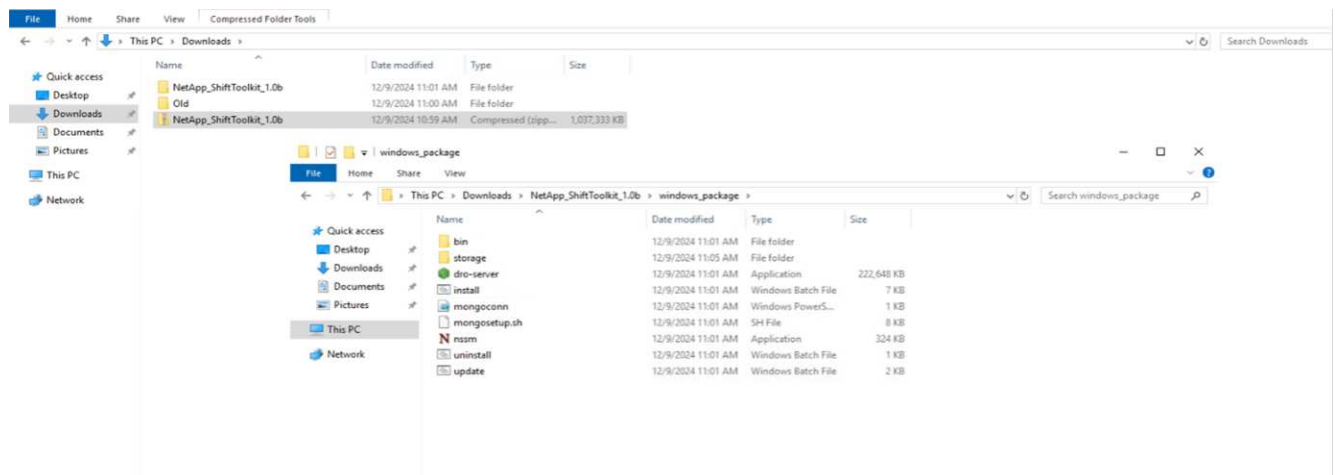 File Home Share View Compressed Folder Tools
This PC > Downloads > Search Downloads
Name Date modified Type Size
Quick access
Desktop
Downloads
Documents
Pictures
This PC
Network
NetApp_ShiftToolkit_1.0b 12/9/2024 11:01 AM File folder
Old 12/9/2024 11:00 AM File folder
NetApp_ShiftToolkit_1.0b 12/9/2024 10:59 AM Compressed (zipp... 1,037,333 KB
windows_package
File Home Share View
This PC > Downloads > NetApp_ShiftToolkit_1.0b > windows_package > Search windows_package
Name Date modified Type Size
Quick access
Desktop
Downloads
Documents
Pictures
This PC
Network
bin 12/9/2024 11:01 AM File folder
storage 12/9/2024 11:05 AM File folder
dro-server 12/9/2024 11:01 AM Application 222,648 KB
install 12/9/2024 11:01 AM Windows Batch File 7 KB
mongoconn 12/9/2024 11:01 AM Windows PowerS... 1 KB
mongosetup.sh 12/9/2024 11:01 AM SH File 8 KB
nssm 12/9/2024 11:01 AM Application 324 KB
uninstall 12/9/2024 11:01 AM Windows Batch File 1 KB
update 12/9/2024 11:01 AM Windows Batch File 2 KB